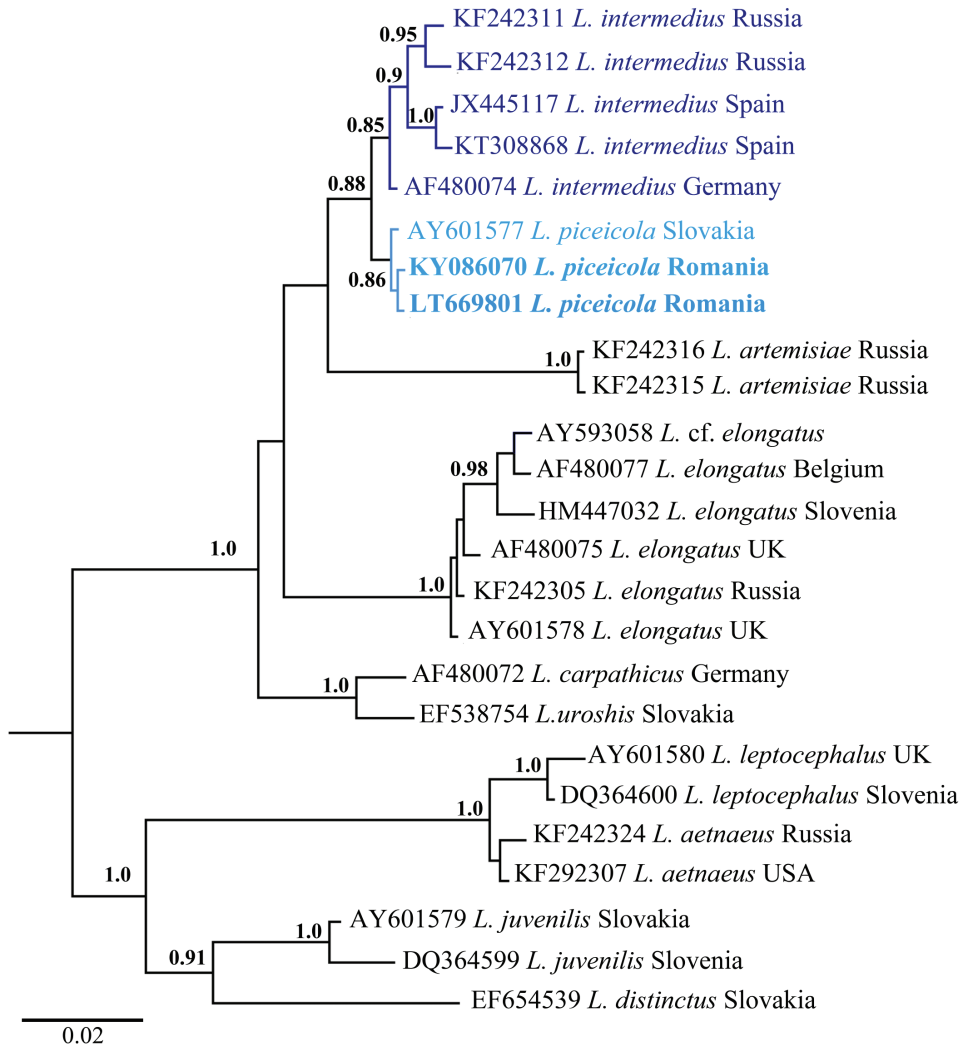 KF242311 L. intermedius Russia
0.95
KF242312 L. intermedius Russia
0.9
JX445117 L. intermedius Spain
1.0
0.85
KT308868 L. intermedius Spain
0.88
AF480074 L. intermedius Germany
AY601577 L. piceicola Slovakia
KY086070 L. piceicola Romania
0.86
LT669801 L. piceicola Romania
KF242316 L. artemisiae Russia
1.0
KF242315 L. artemisiae Russia
AY593058 L. cf. elongatus
0.98
AF480077 L. elongatus Belgium
HM447032 L. elongatus Slovenia
1.0
AF480075 L. elongatus UK
1.0
KF242305 L. elongatus Russia
AY601578 L. elongatus UK
AF480072 L. carpathicus Germany
1.0
EF538754 L.uroshis Slovakia
AY601580 L. leptocephalus UK
1.0
DQ364600 L. leptocephalus Slovenia
1.0
KF242324 L. aetnaeus Russia
KF292307 L. aetnaeus USA
1.0
AY601579 L. juvenilis Slovakia
1.0
DQ364599 L. juvenilis Slovenia
0.91
EF654539 L. distinctus Slovakia
0.02